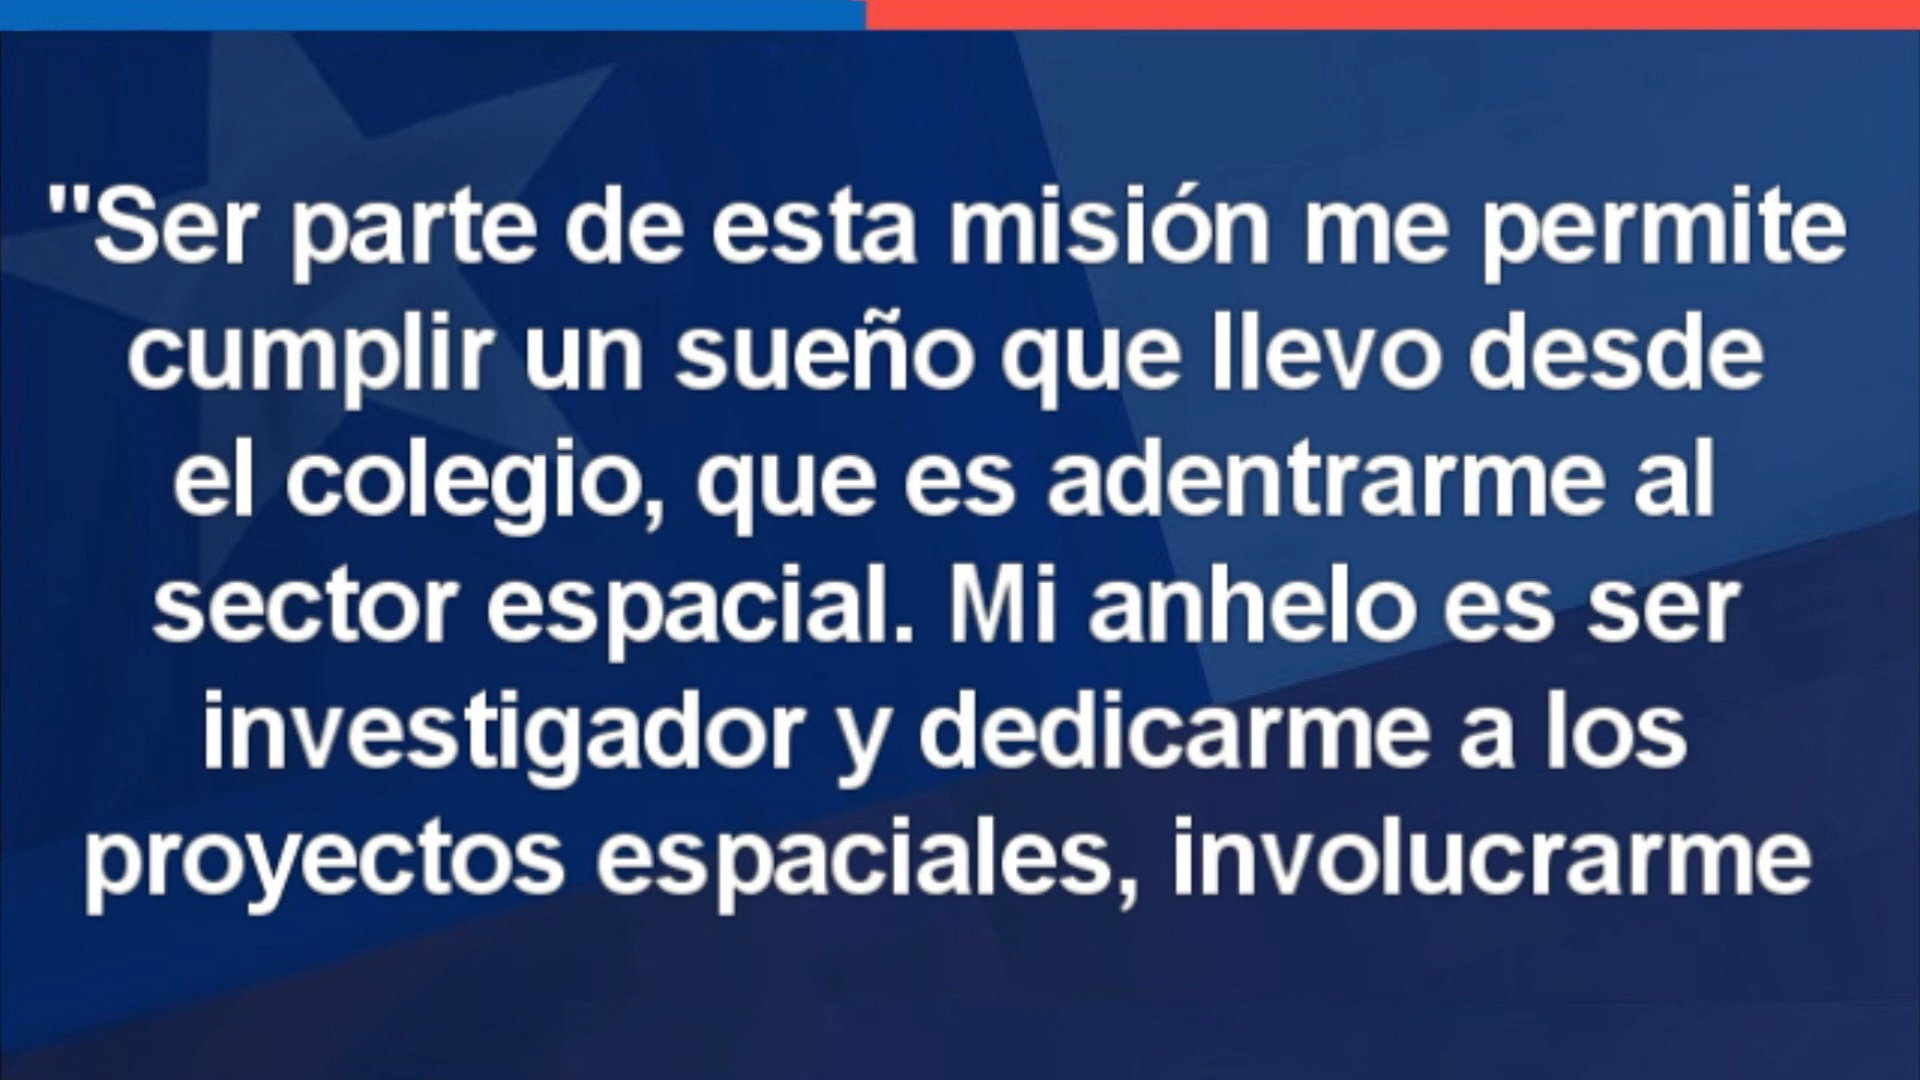 "Ser parte de esta misión me permite
cumplir un sueño que llevo desde
el colegio, que es adentrarme al
sector espacial. Mi anhelo es ser
investigador y dedicarme a los
proyectos espaciales, involucrarme